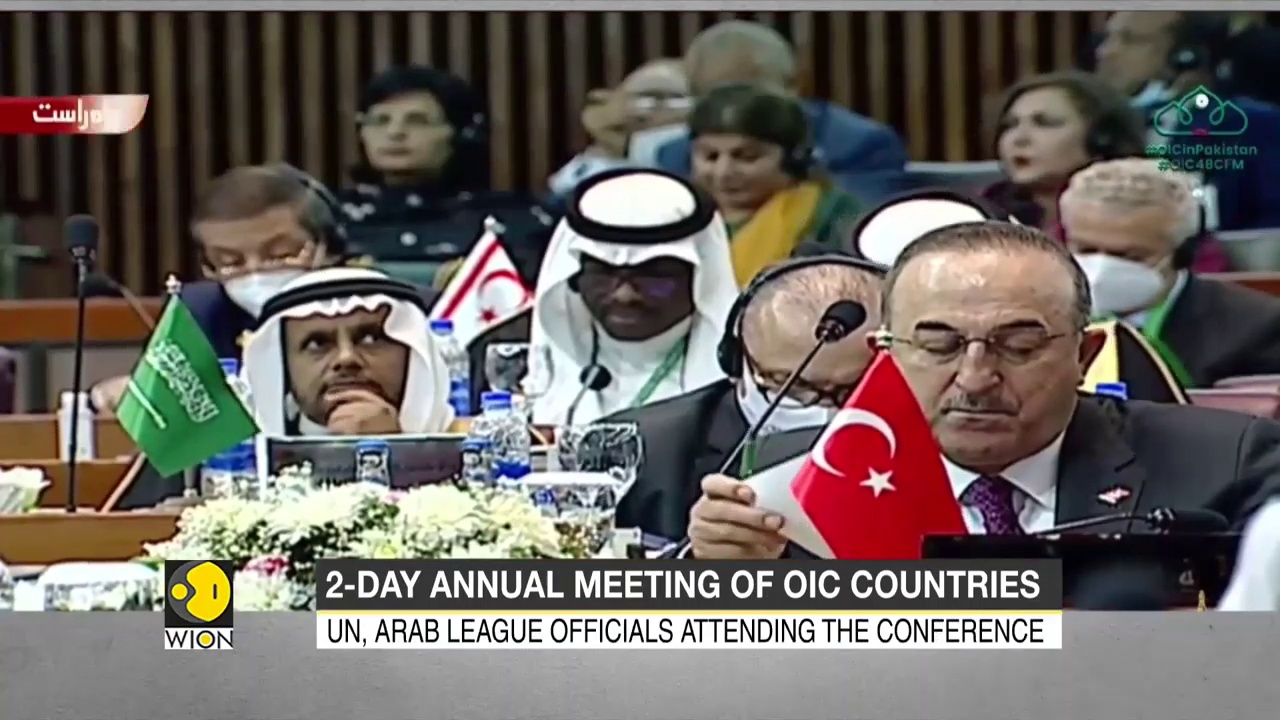 #OICinPakistan
#OIC48CFM
2-DAY ANNUAL MEETING OF OIC COUNTRIES
WION
UN, ARAB LEAGUE OFFICIALS ATTENDING THE CONFERENCE